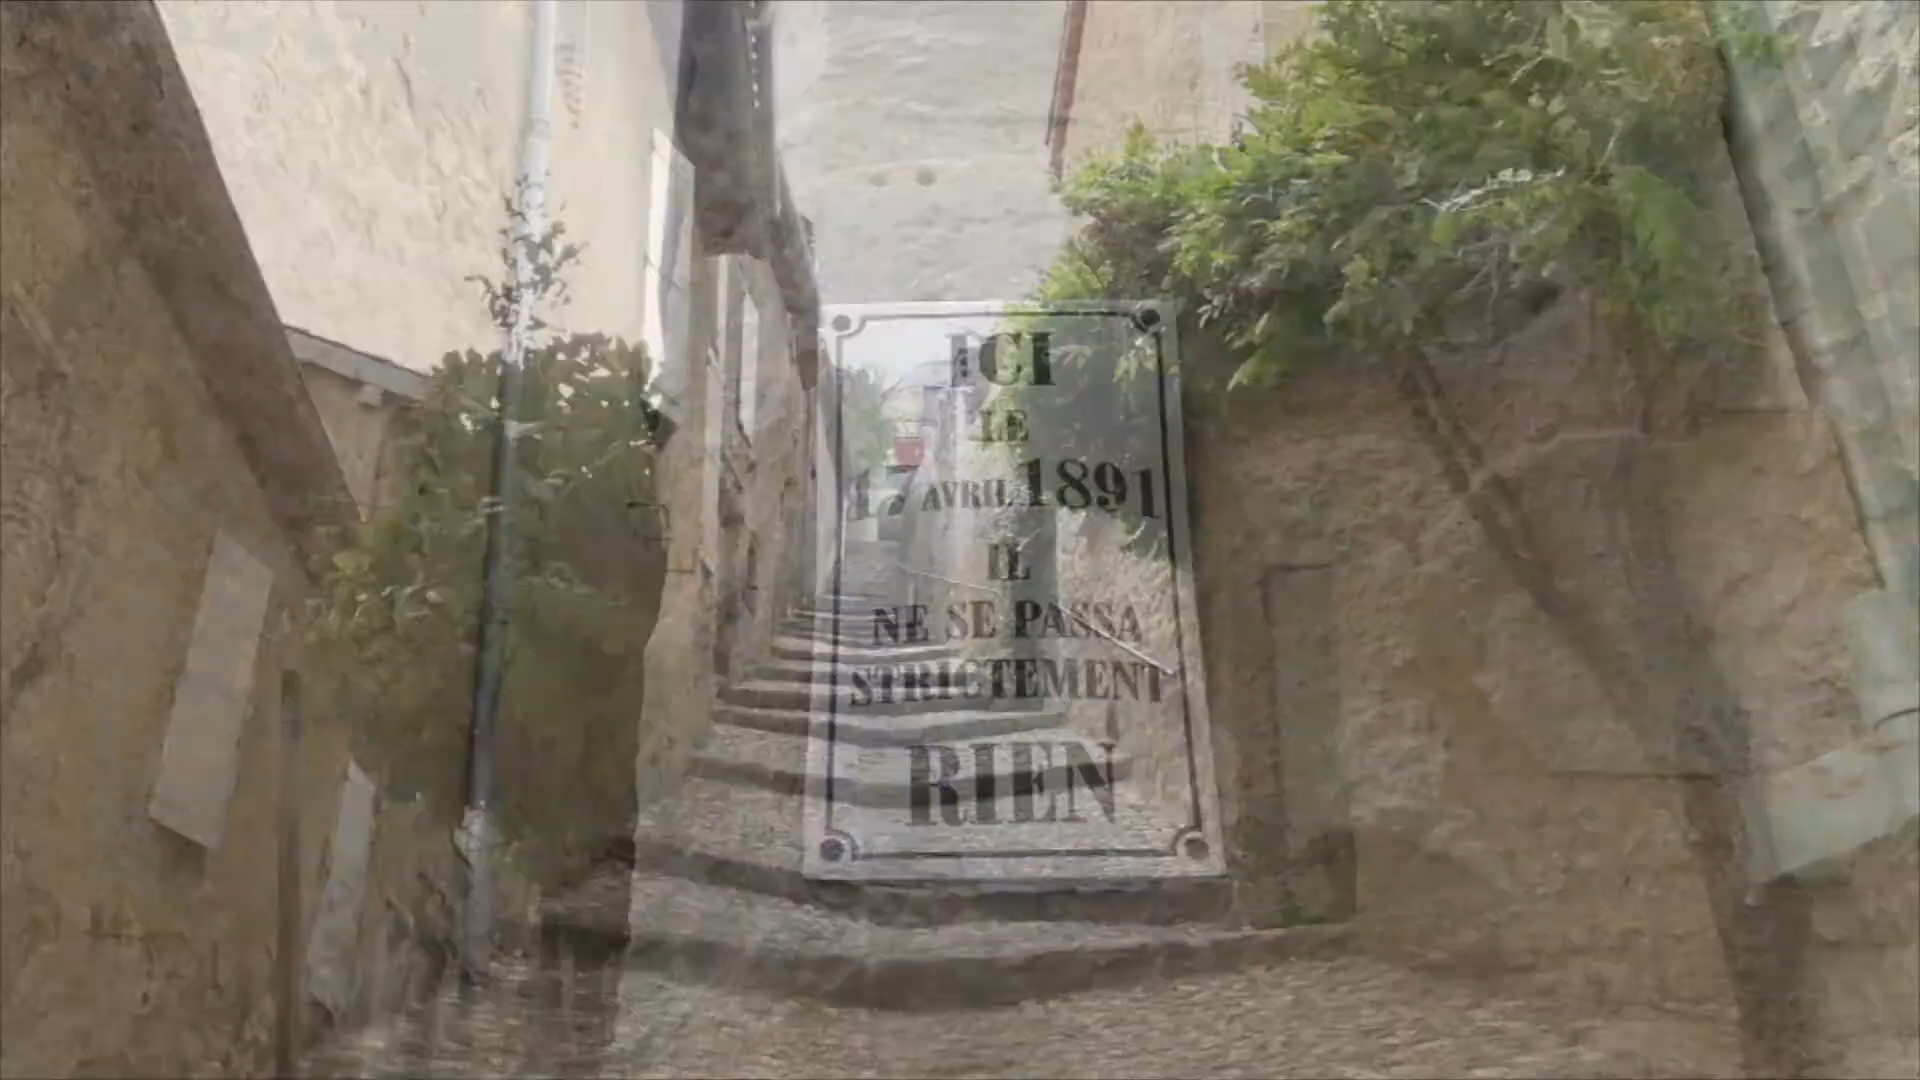 ICI
LE
17 AVRIL 1891
IL
NE SE PASSA
STRICTEMENT
RIEN